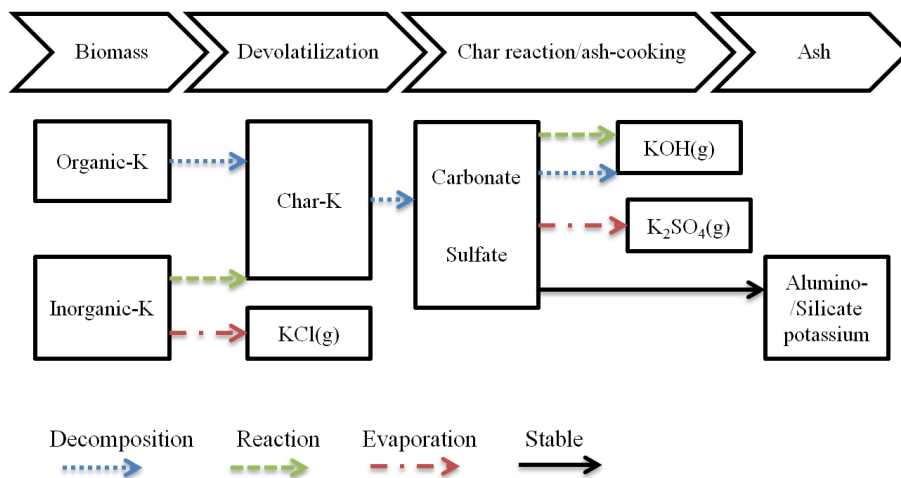 Biomass
Devolatilization
Char reaction/ash-cooking
Ash
Organic-K
Char-K
Carbonate
KOH(g)
K₂SO₄(g)
Sulfate
Inorganic-K
KCl(g)
Alumino-
/Silicate
potassium
Decomposition
Reaction
Evaporation
Stable